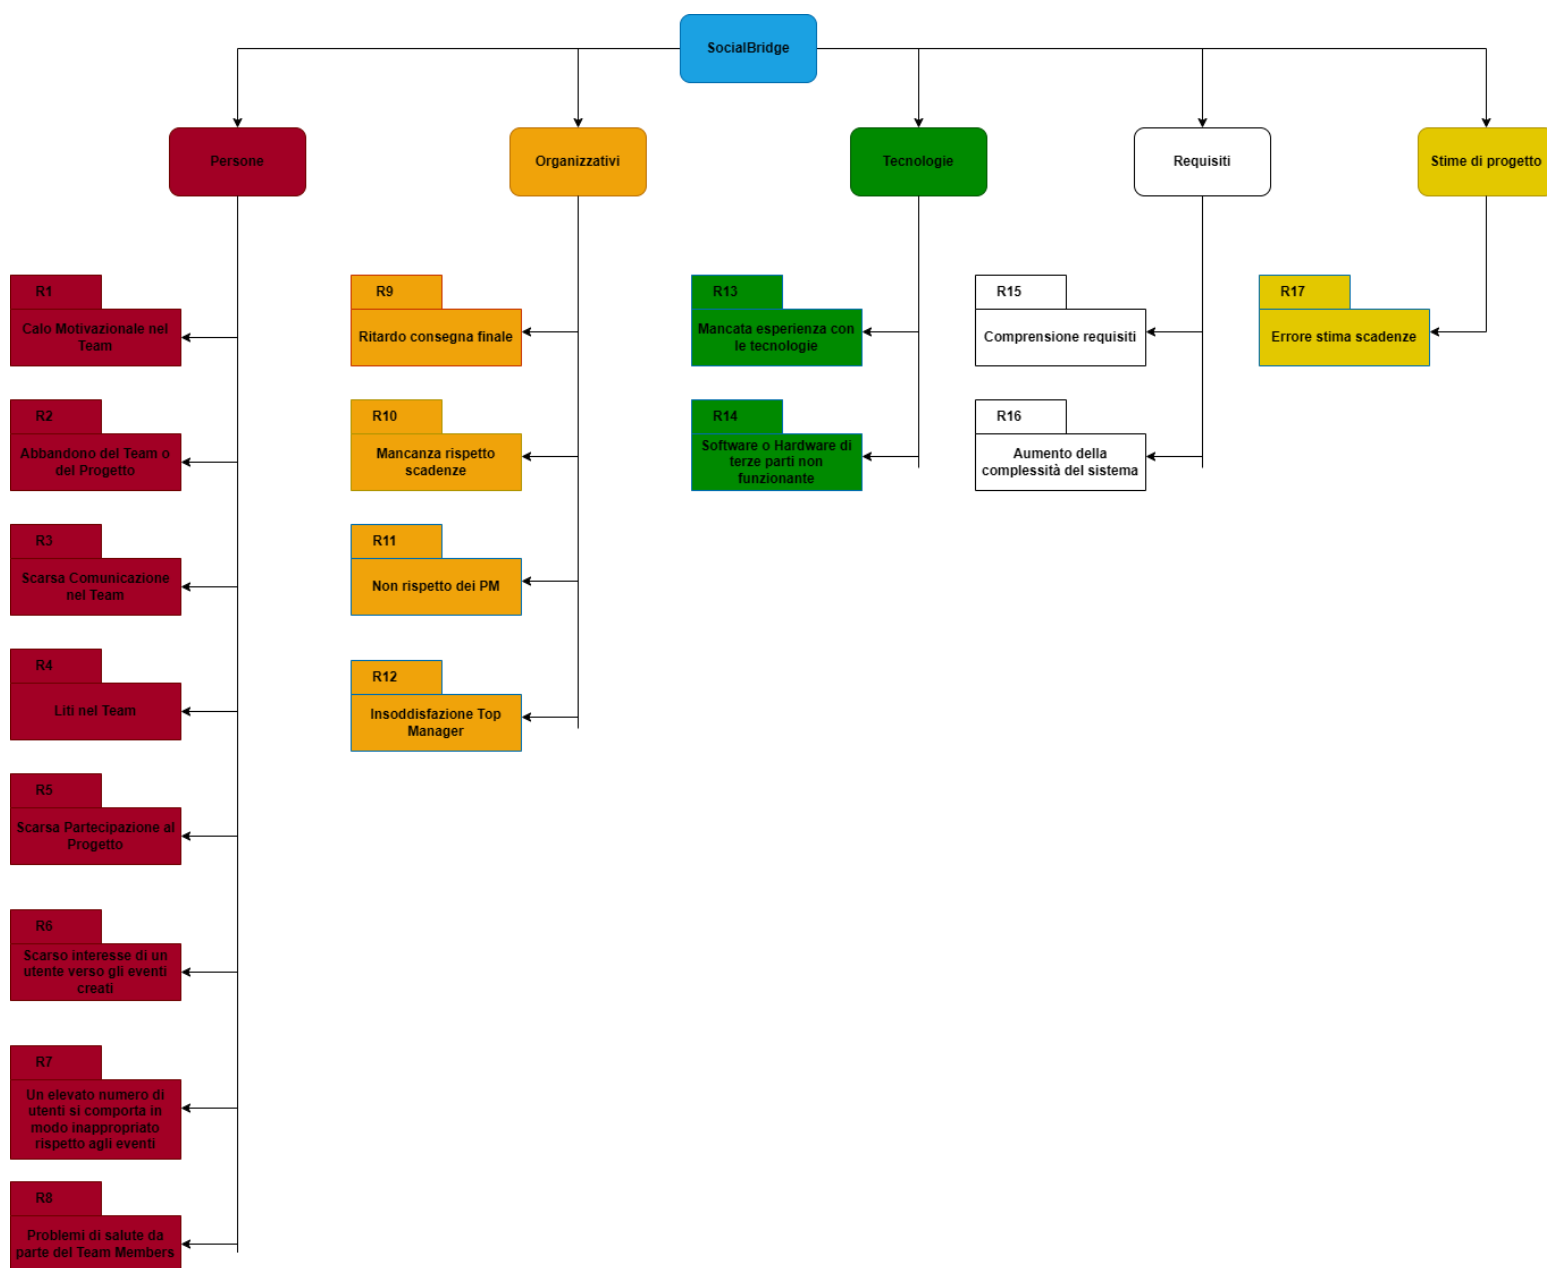 SocialBridge
Persone
Organizzativi
Tecnologie
Requisiti
Stime di progetto
R1
Calo Motivazionale nel
Team
R2
Abbandono del Team o
del Progetto
R3
Scarsa Comunicazione
nel Team
R4
Liti nel Team
R5
Scarsa Partecipazione al
Progetto
R6
Scarso interesse di un
utente verso gli eventi
creati
R7
Un elevato numero di
utenti si comporta in
modo inappropriato
rispetto agli eventi
R8
Problemi di salute da
parte del Team Members
R9
Ritardo consegna finale
R10
Mancanza rispetto
scadenze
R11
Non rispetto dei PM
R12
Insoddisfazione Top
Manager
R13
Mancata esperienza con
le tecnologie
R14
Software o Hardware di
terze parti non
funzionante
R15
Comprensione requisiti
R16
Aumento della
complessità del sistema
R17
Errore stima scadenze